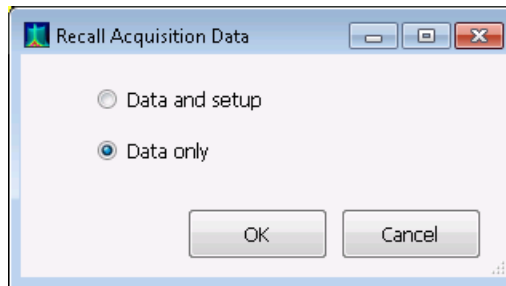 Recall Acquisition Data
Data and setup
Data only
OK
Cancel